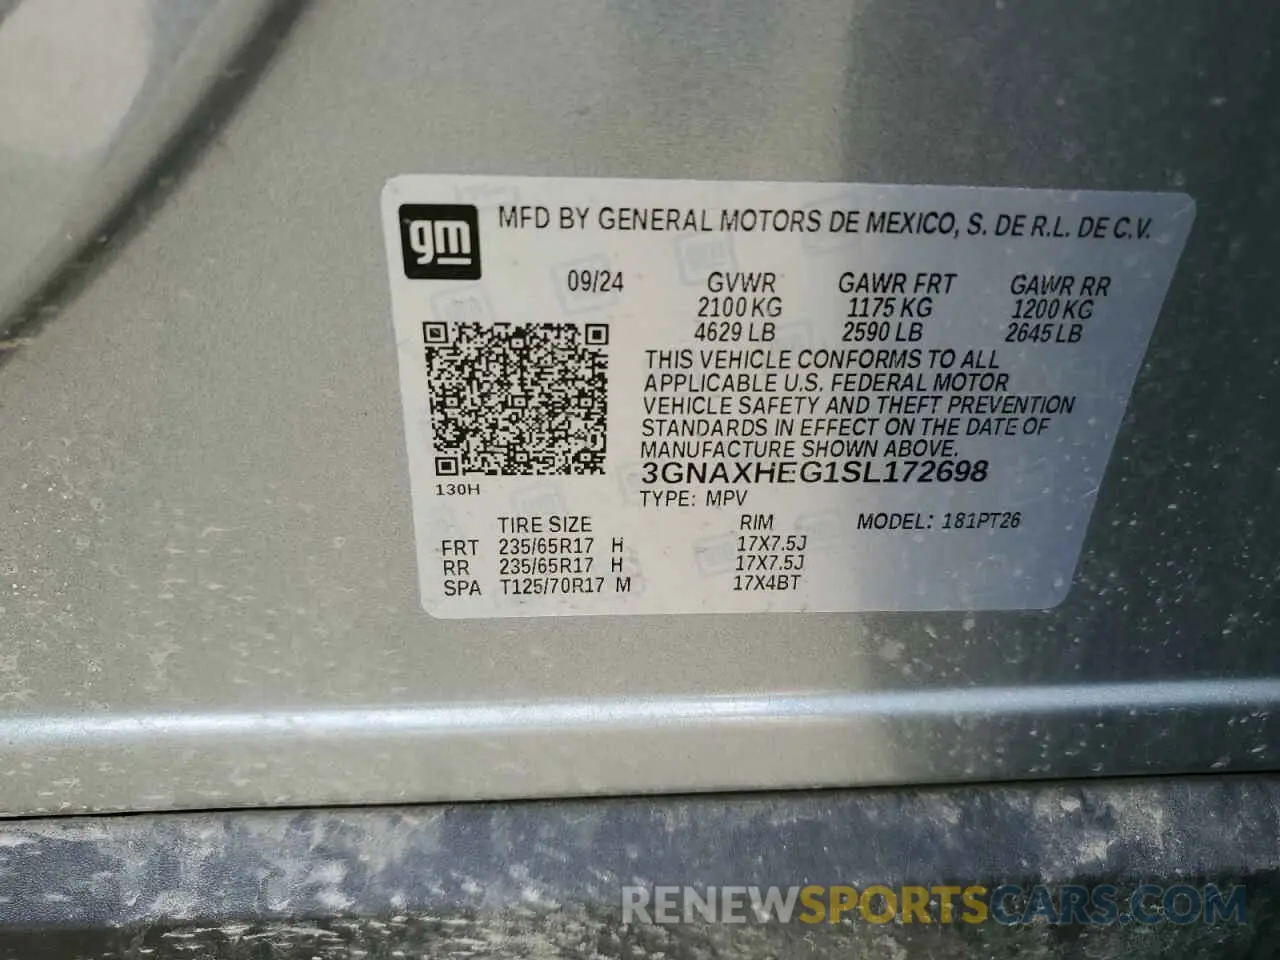 gm
MFD BY GENERAL MOTORS DE MEXICO, S. DE R.L. DE C.V.
09/24 GVWR GAWR FRT GAWR RR
2100 KG 1175 KG 1200 KG
4629 LB 2590 LB 2645 LB
THIS VEHICLE CONFORMS TO ALL
APPLICABLE U.S. FEDERAL MOTOR
VEHICLE SAFETY AND THEFT PREVENTION
STANDARDS IN EFFECT ON THE DATE OF
MANUFACTURE SHOWN ABOVE.
3GNAXHEG1SL172698
130H
TYPE: MPV
TIRE SIZE RIM MODEL: 181PT26
FRT 235/65R17 H 17X7.5J
RR 235/65R17 H 17X7.5J
SPA T125/70R17 M 17X4BT
RENEWSPORTSCARS.COM